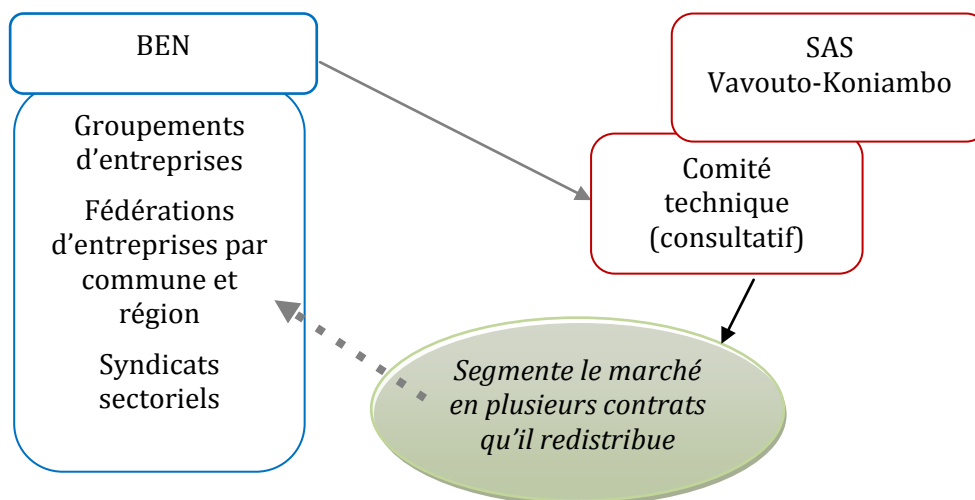 BEN
Groupements
d’entreprises
Fédérations
d’entreprises par
commune et
région
Syndicats
sectoriels
SAS
Vavouto-Koniambo
Comité
technique
(consultatif)
Segmente le marché
en plusieurs contrats
qu’il redistribue